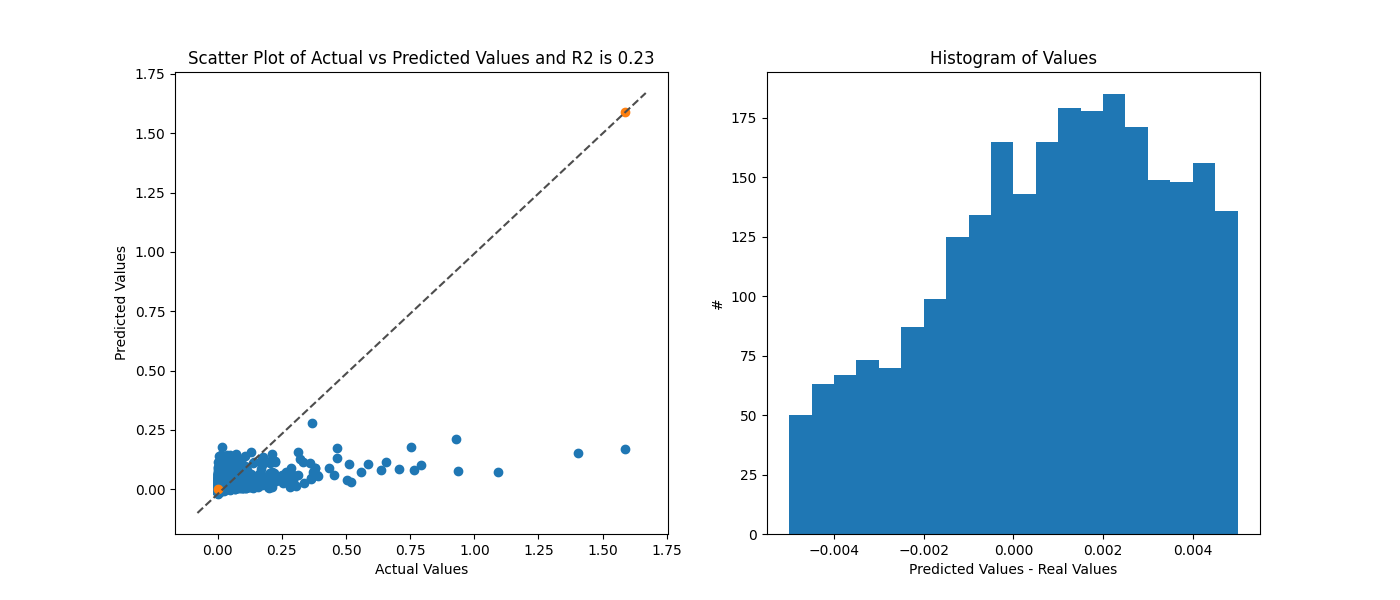 Scatter Plot of Actual vs Predicted Values and R2 is 0.23
1.75
1.50
1.25
1.00
0.75
0.50
0.25
0.00
Predicted Values
0.00 0.25 0.50 0.75 1.00 1.25 1.50 1.75
Actual Values
Histogram of Values
175
150
125
100
75
50
25
0
#
−0.004 −0.002 0.000 0.002 0.004
Predicted Values - Real Values